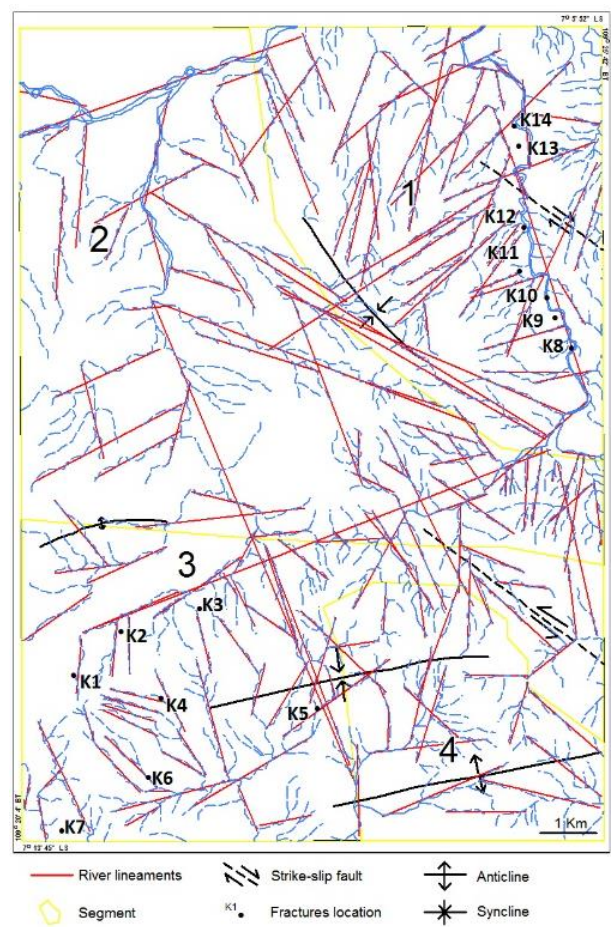 7° 5' 52" LS
K14
K13
1
K12
2
K11
K10
K9
K8
3
K3
K2
K1
K4
K5
4
K6
K7
1 Km
7° 13' 45" LS
River lineaments
Strike-slip fault
Anticline
Segment
K1
Fractures location
Syncline